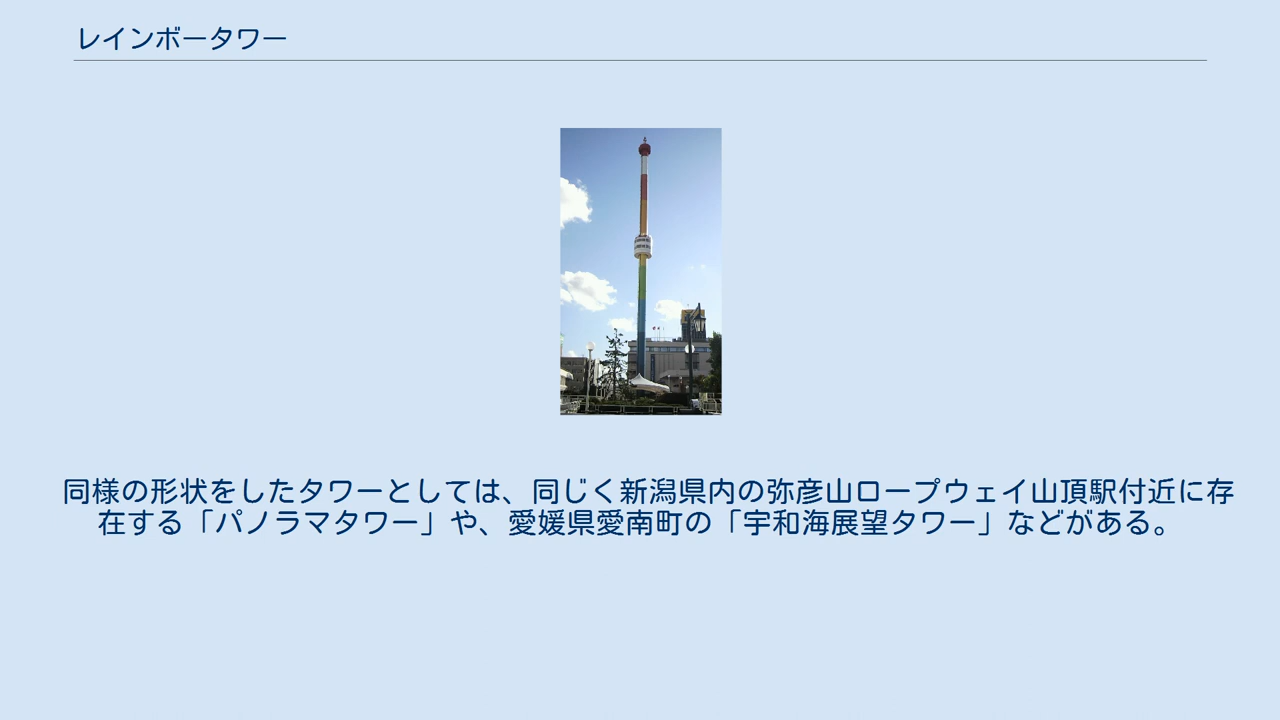 レインボータワー
同様の形状をしたタワーとしては、同じく新潟県内の弥彦山ロープウェイ山頂駅付近に存
在する「パノラマタワー」や、愛媛県愛南町の「宇和海展望タワー」などがある。